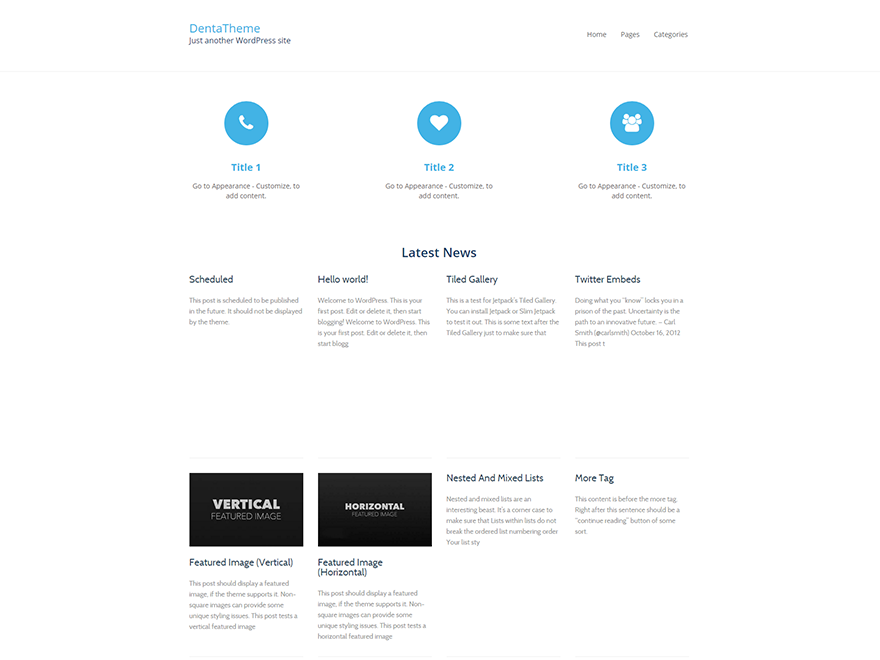 DentaTheme
Just another WordPress site
Home Pages Categories
Title 1
Go to Appearance - Customize, to
add content.
Title 2
Go to Appearance - Customize, to
add content.
Title 3
Go to Appearance - Customize, to
add content.
Latest News
Scheduled
This post is scheduled to be published
in the future. It should not be displayed
by the theme.
Hello world!
Welcome to WordPress. This is your
first post. Edit or delete it, then start
blogging! Welcome to WordPress. This
is your first post. Edit or delete it, then
start blogg
Tiled Gallery
This is a test for Jetpack's Tiled Gallery.
You can install Jetpack or Slim Jetpack
to test it out. This is some text after the
Tiled Gallery just to make sure that
Twitter Embeds
Doing what you “know” locks you in a
prison of the past. Uncertainty is the
path to an innovative future. — Carl
Smith (@carlsmith) October 16, 2012
This post t
VERTICAL
FEATURED IMAGE
Featured Image (Vertical)
This post should display a featured
image, if the theme supports it. Non-
square images can provide some
unique styling issues. This post tests a
vertical featured image
HORIZONTAL
FEATURED IMAGE
Featured Image
(Horizontal)
This post should display a featured
image, if the theme supports it. Non-
square images can provide some
unique styling issues. This post tests a
horizontal featured image
Nested And Mixed Lists
Nested and mixed lists are an
interesting beast. It's a corner case to
make sure that Lists within lists do not
break the ordered list numbering order
Your list sty
More Tag
This content is before the more tag.
Right after this sentence should be a
“continue reading” button of some
sort.